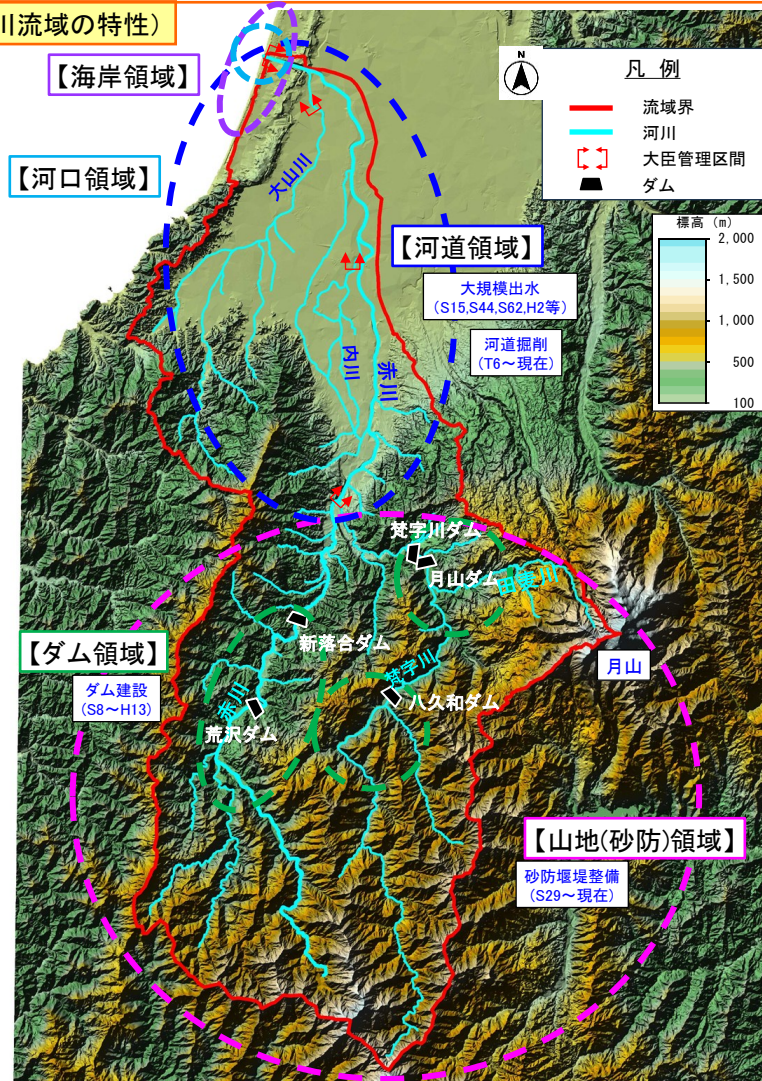 川流域の特性）
【海岸領域】
N
凡 例
流域界
河川
大臣管理区間
ダム
【河口領域】
大山川
標高（m）
2,000
1,500
1,000
500
100
【河道領域】
大規模出水
（S15,S44,S62,H2等）
河道掘削
（T6～現在）
内川
赤川
梵字川ダム
月山ダム
田麦川
新落合ダム
【ダム領域】
ダム建設
（S8～H13）
月山
梵字川
赤川
八久和ダム
荒沢ダム
【山地(砂防)領域】
砂防堰堤整備
（S29～現在）